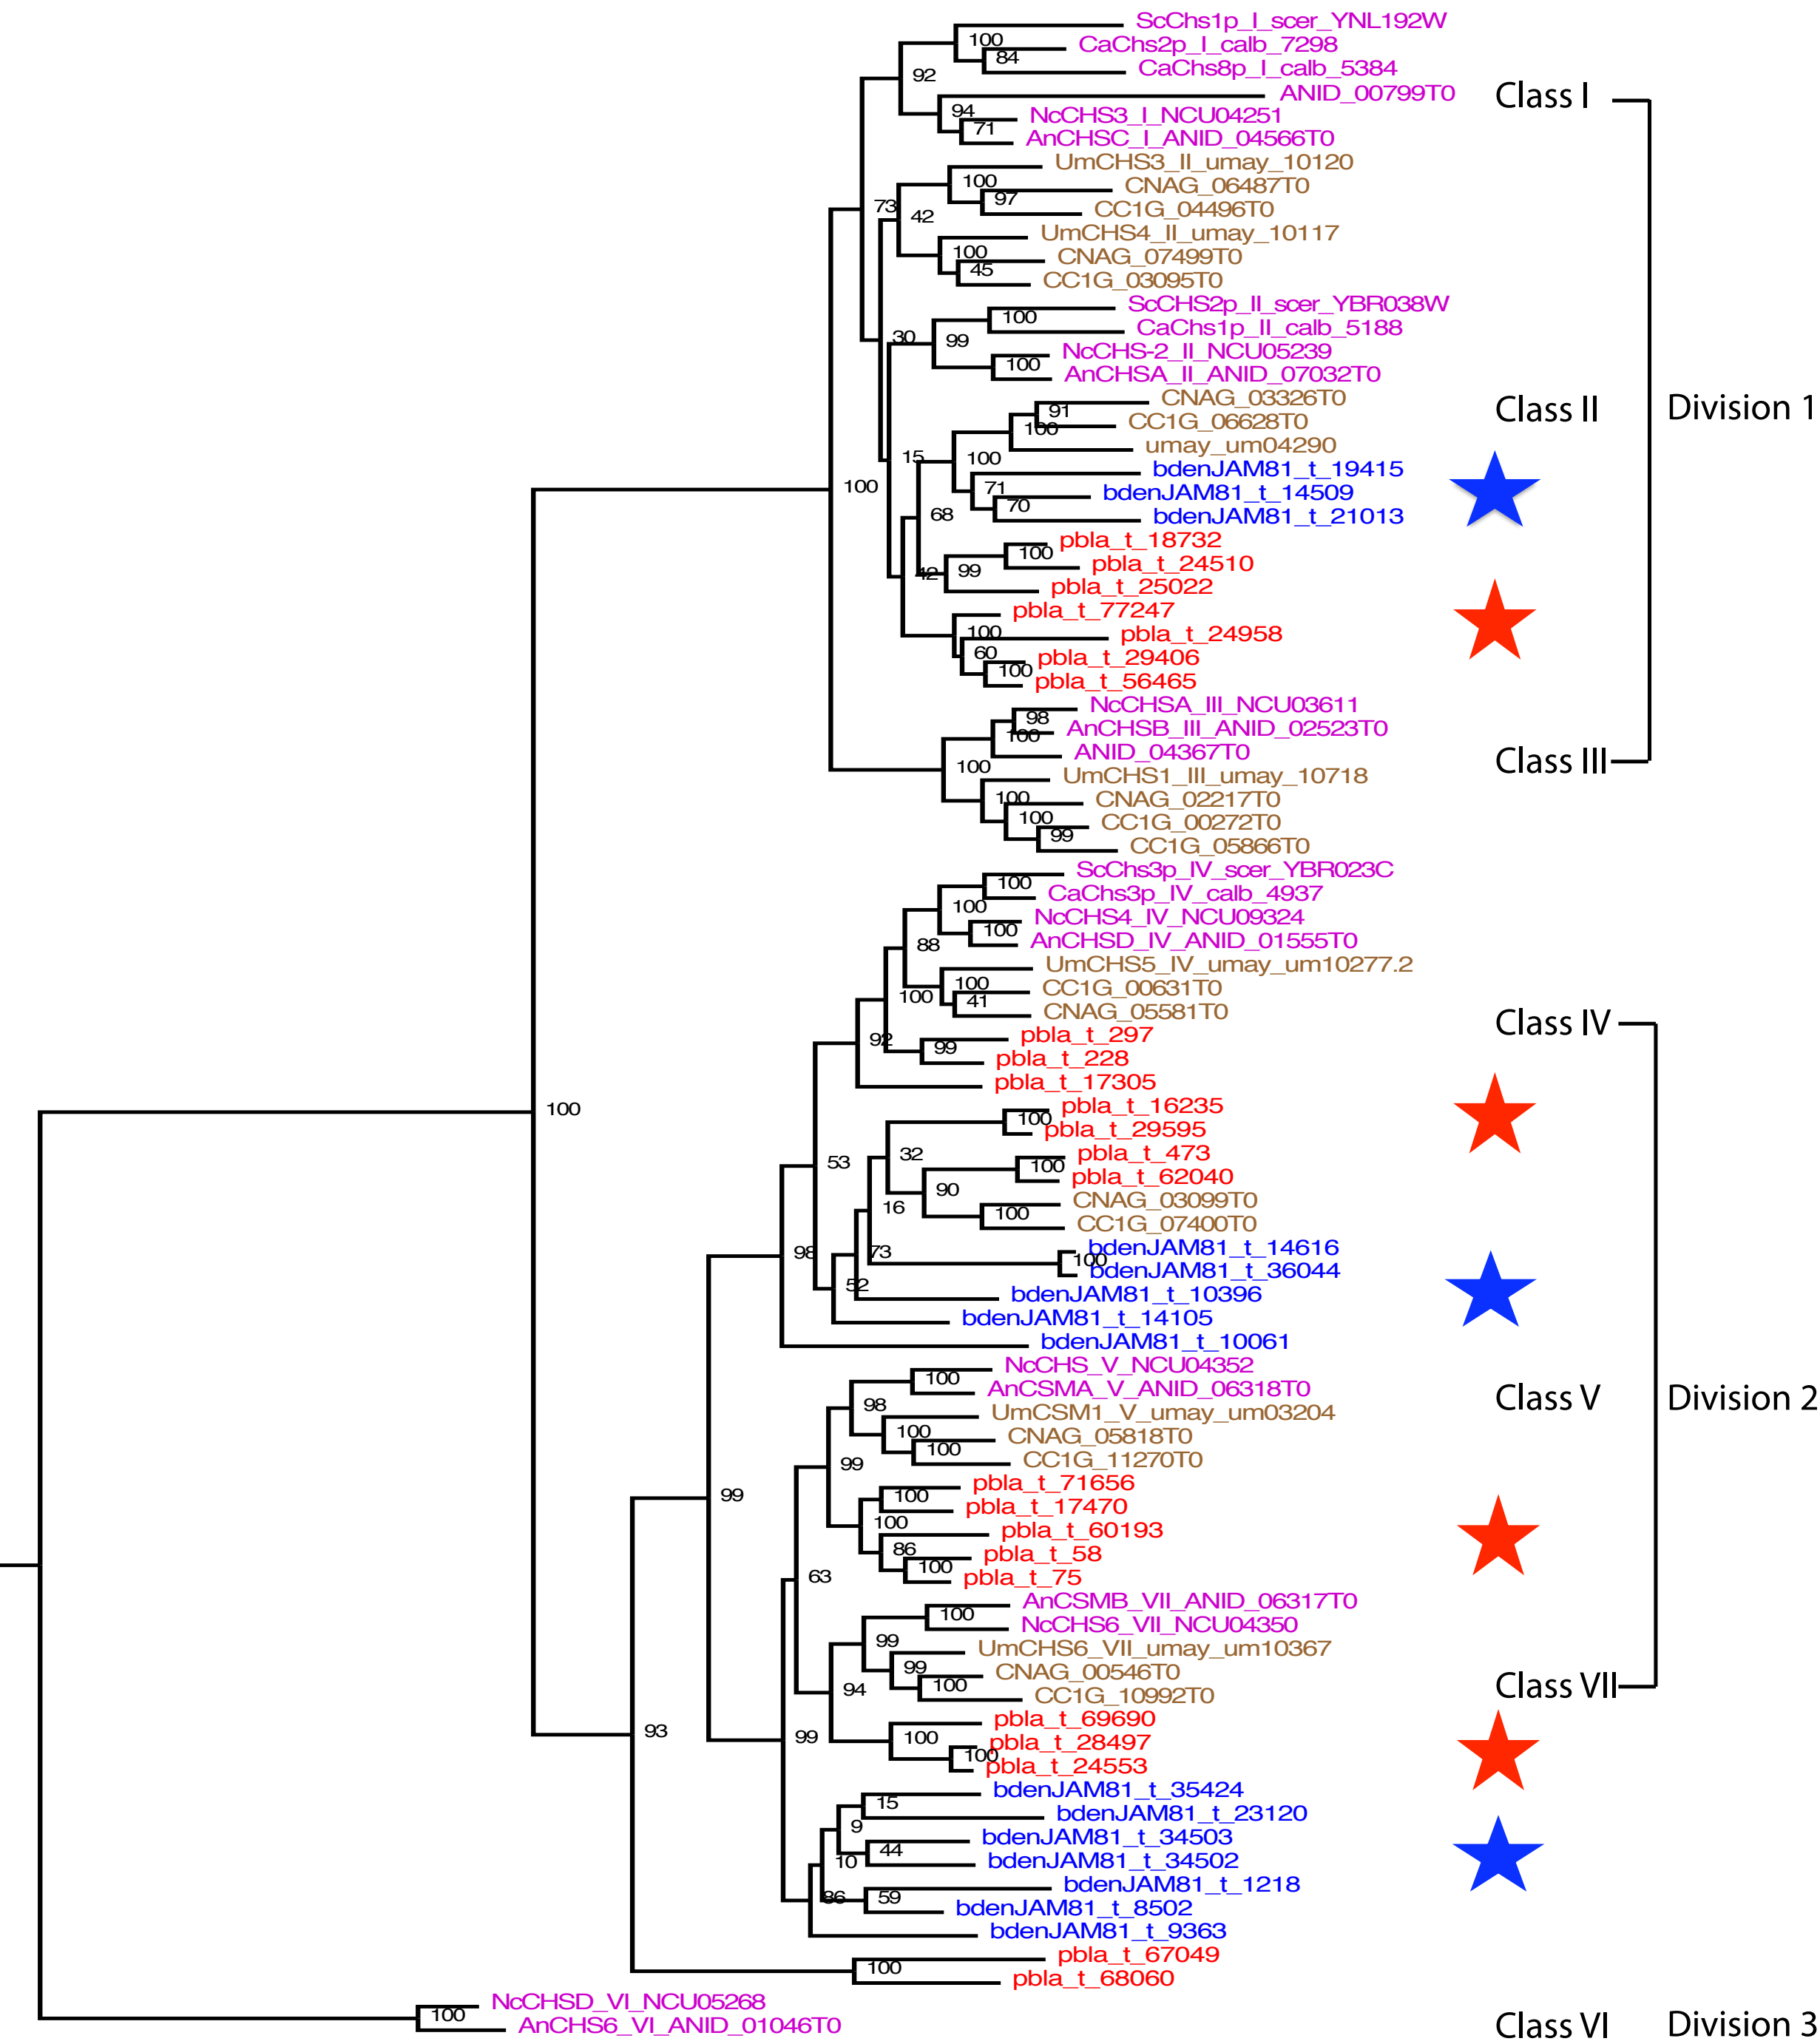 ScChs1p_I_scer_YNL192W
100
CaChs2p_I_calb_7298
84
CaChs8p_I_calb_5384
92
ANID_00799T0
Class I
94
NcCHS3_I_NCU04251
71
AnCHSC_I_ANID_04566T0
UmCHS3_II_umay_10120
100
CNAG_06487T0
97
73
CC1G_04496T0
42
UmCHS4_II_umay_10117
100
CNAG_07499T0
45
CC1G_03095T0
ScCHS2p_II_scer_YBR038W
100
CaChs1p_II_calb_5188
30
99
NcCHS-2_II_NCU05239
100
AnCHSA_II_ANID_07032T0
CNAG_03326T0
91
Class II
Division 1
CC1G_06628T0
100
umay_um04290
15
100
bdenJAM81_t_19415
100
71
bdenJAM81_t_14509
70
68
bdenJAM81_t_21013
pbla_t_18732
100
pbla_t_24510
42
99
pbla_t_25022
pbla_t_77247
100
pbla_t_24958
60
pbla_t_29406
100
pbla_t_56465
NcCHSA_III_NCU03611
98
AnCHSB_III_ANID_02523T0
100
ANID_04367T0
Class III
100
UmCHS1_III_umay_10718
100
CNAG_02217T0
100
CC1G_00272T0
99
CC1G_05866T0
ScChs3p_IV_scer_YBR023C
100
CaChs3p_IV_calb_4937
100
NcCHS4_IV_NCU09324
100
AnCHSD_IV_ANID_01555T0
88
UmCHS5_IV_umay_um10277.2
100
CC1G_00631T0
100
41
CNAG_05581T0
Class IV
92
pbla_t_297
99
pbla_t_228
pbla_t_17305
100
pbla_t_16235
100
pbla_t_29595
32
pbla_t_473
53
100
pbla_t_62040
90
CNAG_03099T0
16
100
CC1G_07400T0
98
73
bdenJAM81_t_14616
100
bdenJAM81_t_36044
52
bdenJAM81_t_10396
bdenJAM81_t_14105
bdenJAM81_t_10061
NcCHS_V_NCU04352
100
AnCSMA_V_ANID_06318T0
Class V
Division 2
98
UmCSM1_V_umay_um03204
100
CNAG_05818T0
100
CC1G_11270T0
99
pbla_t_71656
99
100
pbla_t_17470
100
pbla_t_60193
86
pbla_t_58
100
63
pbla_t_75
AnCSMB_VII_ANID_06317T0
100
NcCHS6_VII_NCU04350
99
UmCHS6_VII_umay_um10367
99
CNAG_00546T0
100
Class VII
94
CC1G_10992T0
pbla_t_69690
93
99
100
pbla_t_28497
100
pbla_t_24553
bdenJAM81_t_35424
15
bdenJAM81_t_23120
9
bdenJAM81_t_34503
44
10
bdenJAM81_t_34502
bdenJAM81_t_1218
86
59
bdenJAM81_t_8502
bdenJAM81_t_9363
pbla_t_67049
100
pbla_t_68060
NcCHSD_VI_NCU05268
100
AnCHS6_VI_ANID_01046T0
Class VI
Division 3